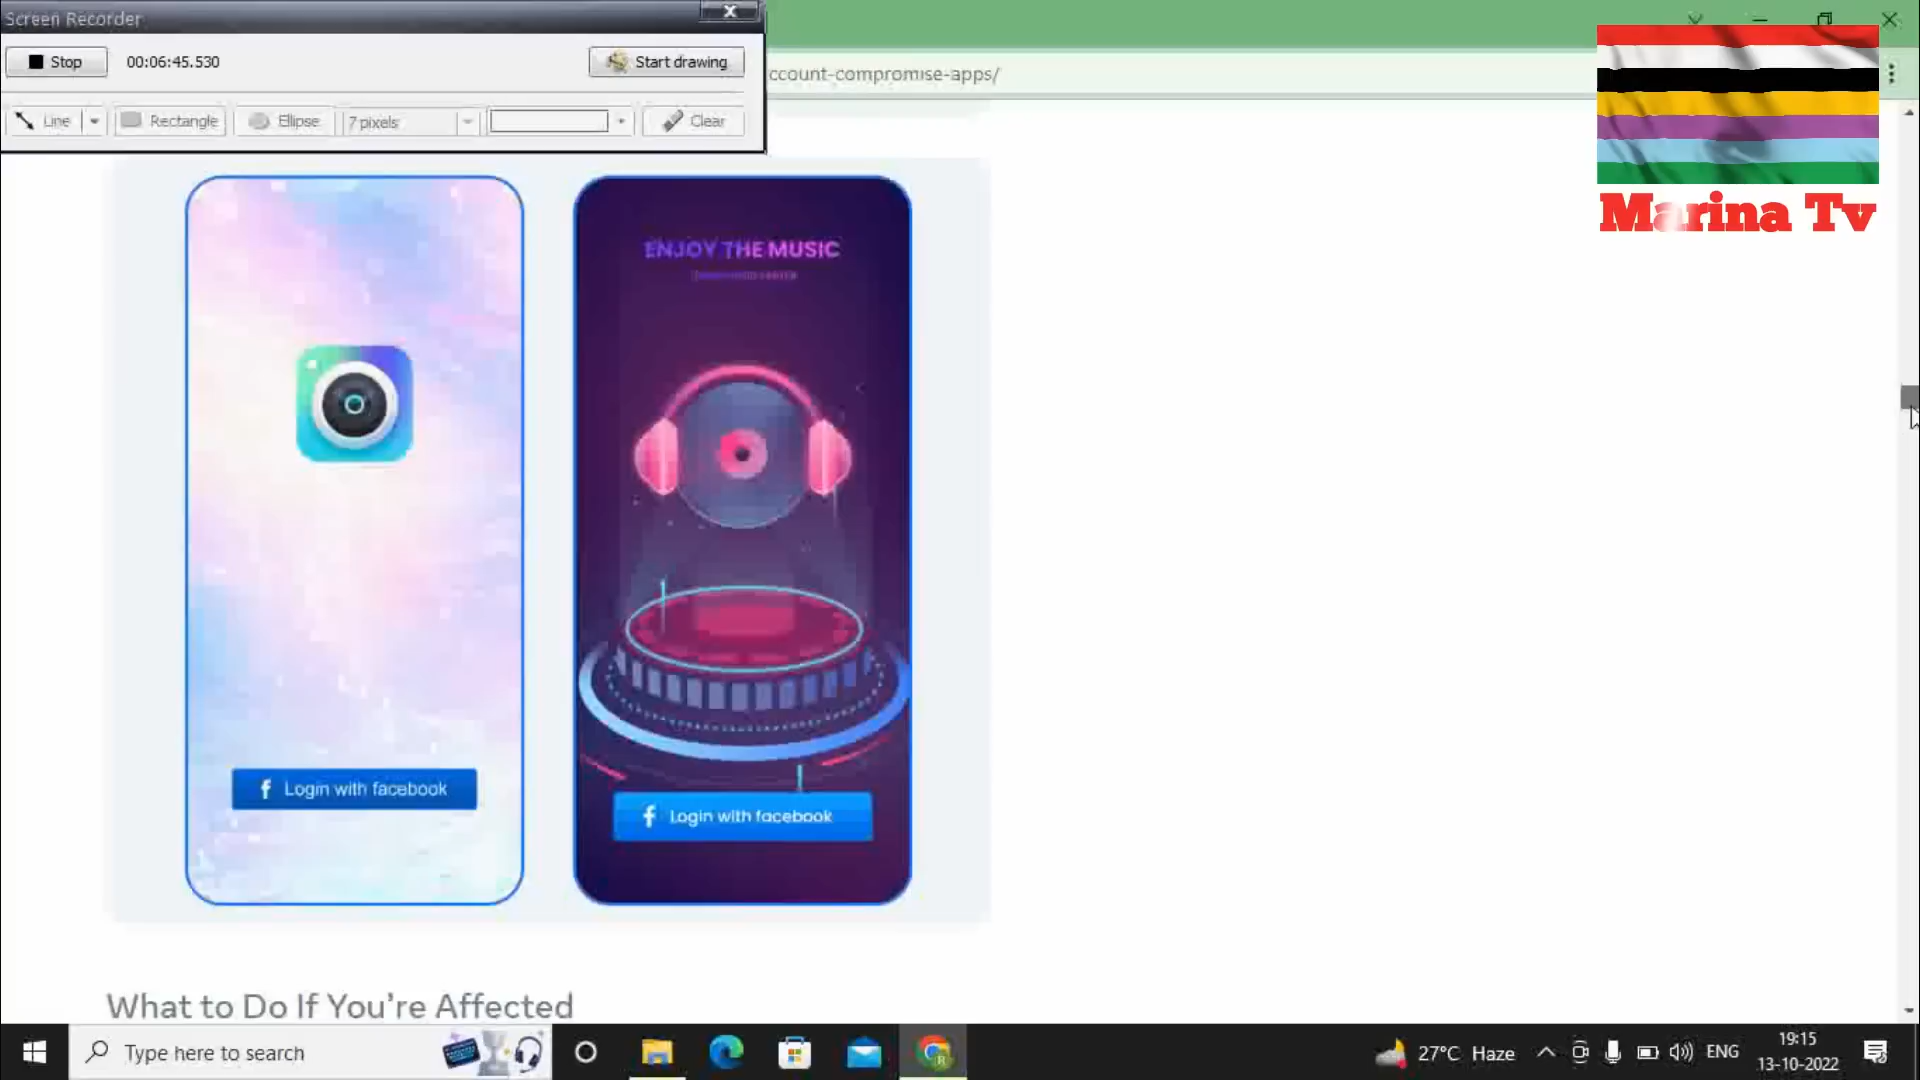 Screen Recorder
Stop
00:06:45.530
Start drawing
Line
Rectangle
Ellipse
7 pixels
Clear
ccount-compromise-apps/
Marina Tv
ENJOY THE MUSIC
Login with facebook
Login with facebook
What to Do If You're Affected
Type here to search
27°C Haze
ENG
19:15
13-10-2022